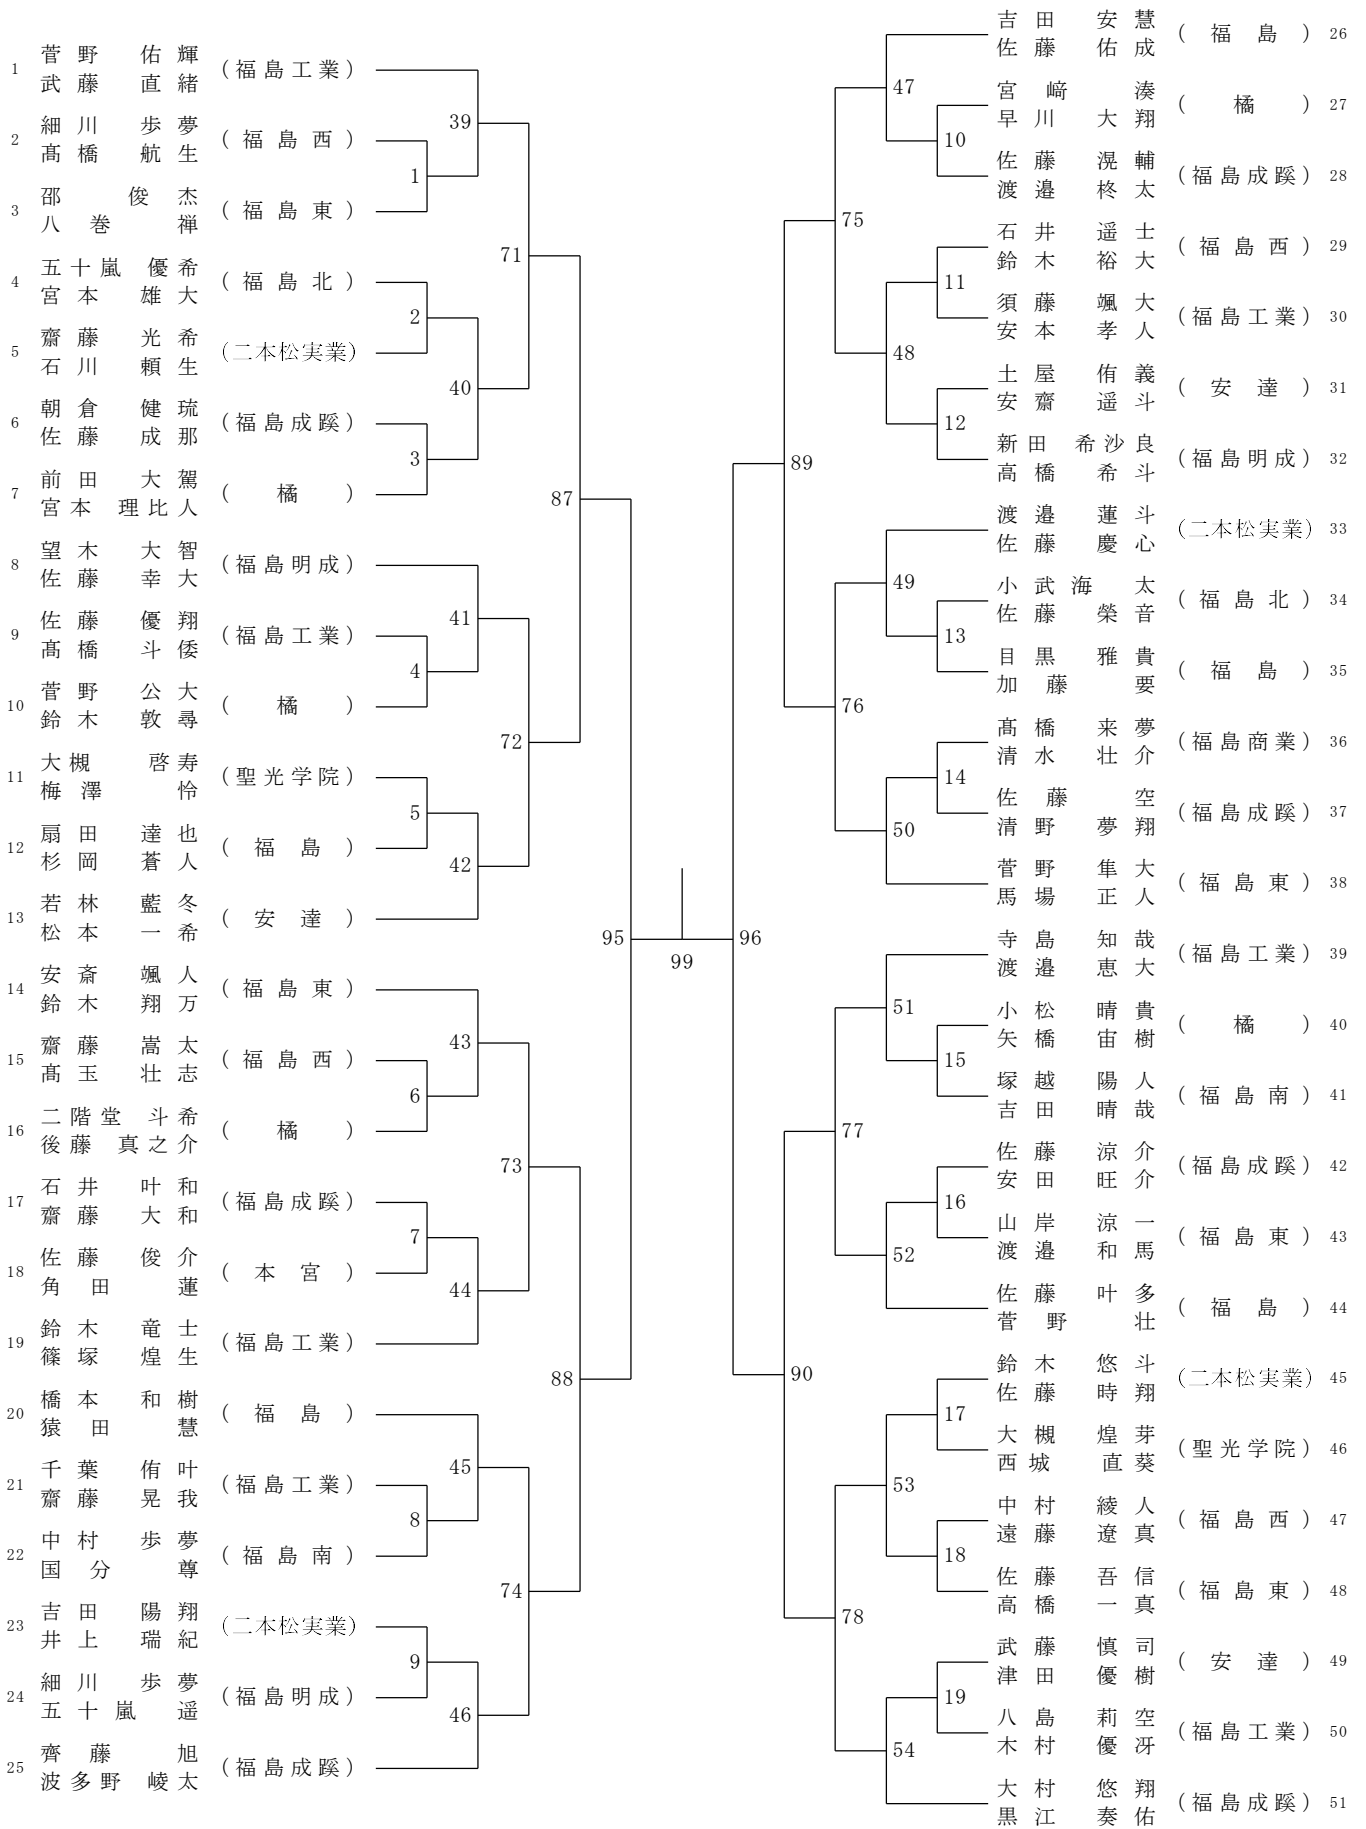 1 菅野 佑輝 (福島工業)
武藤 直緒
39
2 細川 歩夢 (福島西)
髙橋 航生
1
3 邵 俊杰 (福島東)
八巻 禅
71
4 五十嵐 優希 (福島北)
宮本 雄大
2
5 齋藤 光希 (二本松実業)
石川 頼生
40
6 朝倉 健琉 (福島成蹊)
佐藤 成那
3
7 前田 大駕 (橘)
宮本 理比人
87
8 望木 大智 (福島明成)
佐藤 幸大
41
9 佐藤 優翔 (福島工業)
髙橋 斗倭
4
10 菅野 公大 (橘)
鈴木 敦尋
72
11 大槻 啓寿 (聖光学院)
梅澤 怜
5
12 扇田 達也 (福島)
杉岡 蒼人
42
13 若林 藍冬 (安達)
松本 一希
95
14 安斎 颯人 (福島東)
鈴木 翔万
43
15 齋藤 嵩太 (福島西)
髙玉 壮志
6
16 二階堂 斗希 (橘)
後藤 真之介
73
17 石井 叶和 (福島成蹊)
齋藤 大和
7
18 佐藤 俊介 (本宮)
角田 蓮
44
19 鈴木 竜士 (福島工業)
篠塚 煌生
88
20 橋本 和樹 (福島)
猿田 慧
45
21 千葉 侑叶 (福島工業)
齋藤 晃我
8
22 中村 歩夢 (福島南)
国分 尊
74
23 吉田 陽翔 (二本松実業)
井上 瑞紀
9
24 細川 歩夢 (福島明成)
五十嵐 遥
46
25 齊藤 旭 (福島成蹊)
波多野 崚太
99
吉田 安慧 (福島) 26
佐藤 佑成
47
宮﨑 湊 (橘) 27
早川 大翔
10
佐藤 滉輔 (福島成蹊) 28
渡邉 柊太
75
石井 遥士 (福島西) 29
鈴木 裕大
11
須藤 颯大 (福島工業) 30
安本 孝人
48
土屋 侑義 (安達) 31
安齋 遥斗
12
新田 希沙良 (福島明成) 32
高橋 希斗
89
渡邉 蓮斗 (二本松実業) 33
佐藤 慶心
49
小武海 太 (福島北) 34
佐藤 榮音
13
目黒 雅貴 (福島) 35
加藤 要
76
髙橋 来夢 (福島商業) 36
清水 壮介
14
佐藤 空 (福島成蹊) 37
清野 夢翔
50
菅野 隼大 (福島東) 38
馬場 正人
96
寺島 知哉 (福島工業) 39
渡邉 恵大
51
小松 晴貴 (橘) 40
矢橋 宙樹
15
塚越 陽人 (福島南) 41
吉田 晴哉
77
佐藤 涼介 (福島成蹊) 42
安田 旺介
16
山岸 涼一 (福島東) 43
渡邉 和馬
52
佐藤 叶多 (福島) 44
菅野 壮
90
鈴木 悠斗 (二本松実業) 45
佐藤 時翔
17
大槻 煌芽 (聖光学院) 46
西城 直葵
53
中村 綾人 (福島西) 47
遠藤 遼真
18
佐藤 吾信 (福島東) 48
高橋 一真
78
武藤 慎司 (安達) 49
津田 優樹
19
八島 莉空 (福島工業) 50
木村 優冴
54
大村 悠翔 (福島成蹊) 51
黒江 奏佑